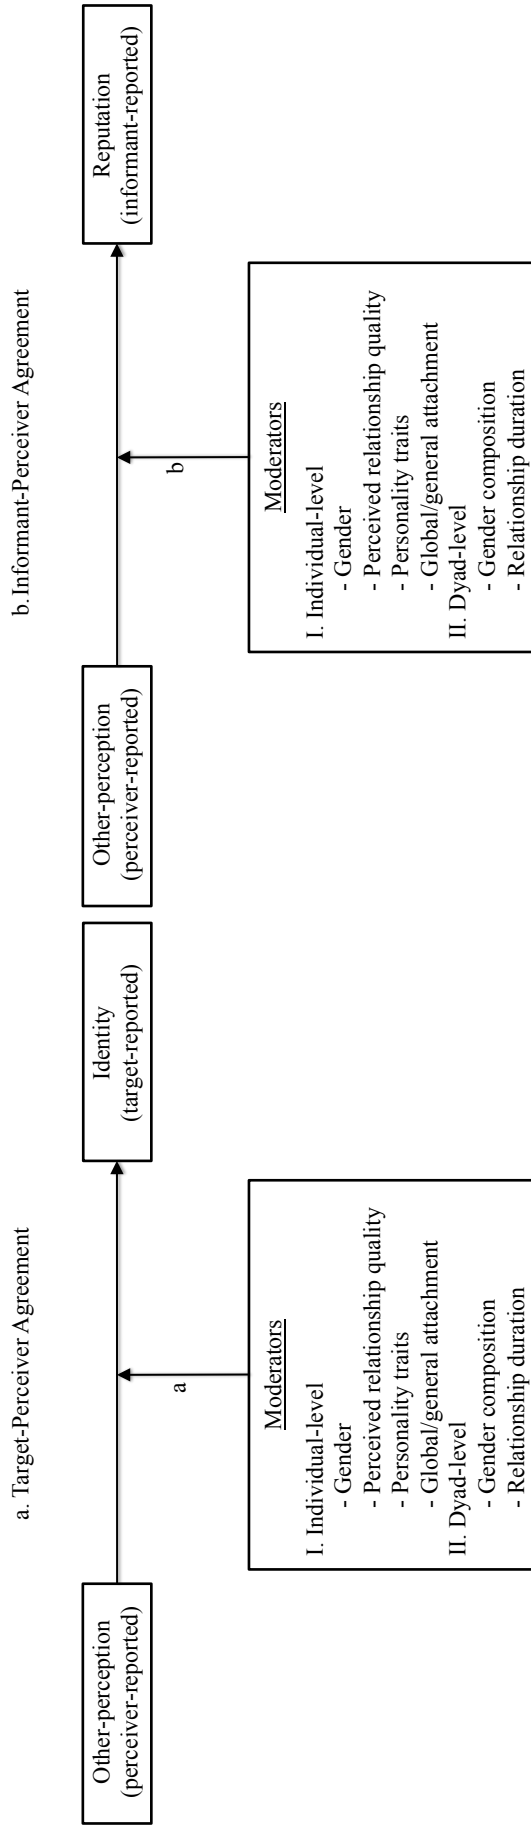 a. Target-Perceiver Agreement
Other-perception
(perceiver-reported)
Identity
(target-reported)
a
Moderators
I. Individual-level
- Gender
- Perceived relationship quality
- Personality traits
- Global/general attachment
II. Dyad-level
- Gender composition
- Relationship duration
b.Informant-Perceiver Agreement
Other-perception
(perceiver-reported)
Reputation
(informant-reported)
b
Moderators
I. Individual-level
- Gender
- Perceived relationship quality
- Personality traits
- Global/general attachment
II. Dyad-level
- Gender composition
- Relationship duration